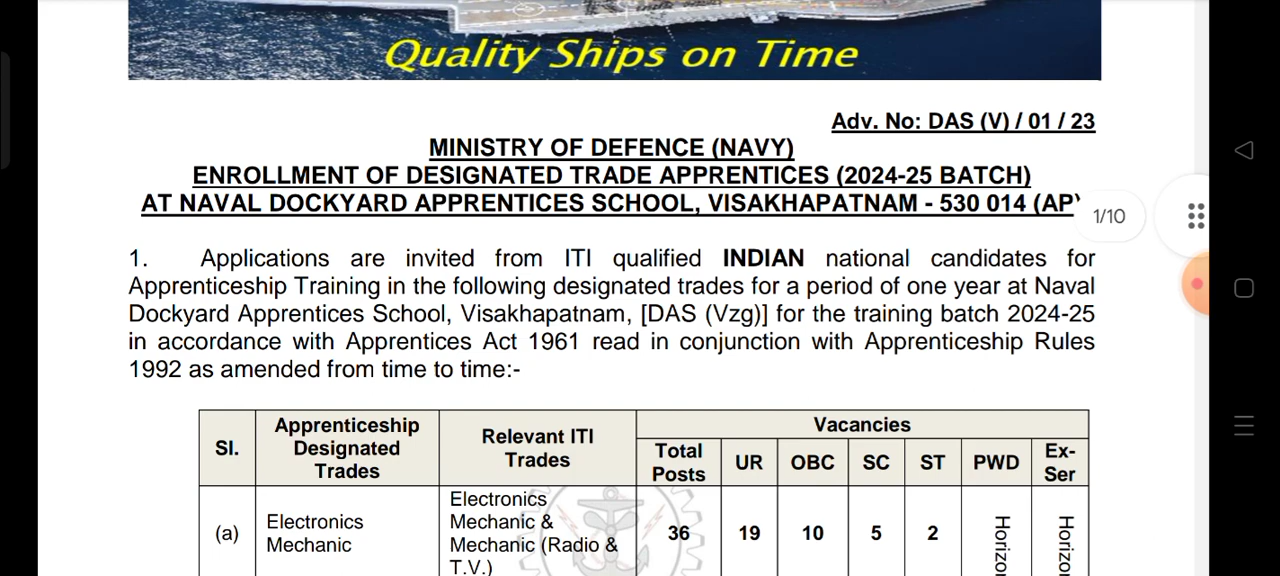 Quality Ships on Time
Adv. No: DAS (V) / 01 / 23
MINISTRY OF DEFENCE (NAVY)
ENROLLMENT OF DESIGNATED TRADE APPRENTICES (2024-25 BATCH)
AT NAVAL DOCKYARD APPRENTICES SCHOOL, VISAKHAPATNAM - 530 014 (AP)
1/10
1. Applications are invited from ITI qualified INDIAN national candidates for
Apprenticeship Training in the following designated trades for a period of one year at Naval
Dockyard Apprentices School, Visakhapatnam, [DAS (Vzg)] for the training batch 2024-25
in accordance with Apprentices Act 1961 read in conjunction with Apprenticeship Rules
1992 as amended from time to time:-
Sl.
Apprenticeship
Designated
Trades
Relevant ITI
Trades
Vacancies
Total
Posts
UR
OBC
SC
ST
PWD
Ex-
Ser
(a)
Electronics
Mechanic
Electronics
Mechanic &
Mechanic (Radio &
T.V.)
36
19
10
5
2
Horizo
Horizo